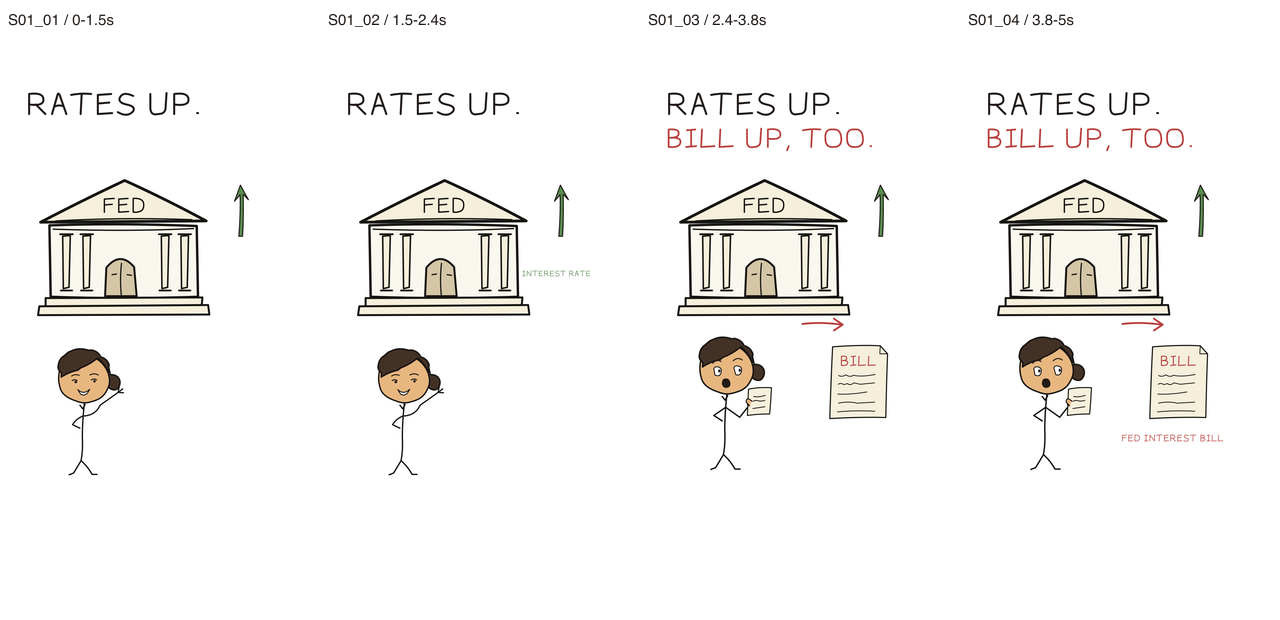 S01_01 / 0-1.5s
RATES UP.
FED
S01_02 / 1.5-2.4s
RATES UP.
FED
INTEREST RATE
S01_03 / 2.4-3.8s
RATES UP.
BILL UP, TOO.
FED
BILL
S01_04 / 3.8-5s
RATES UP.
BILL UP, TOO.
FED
BILL
FED INTEREST BILL